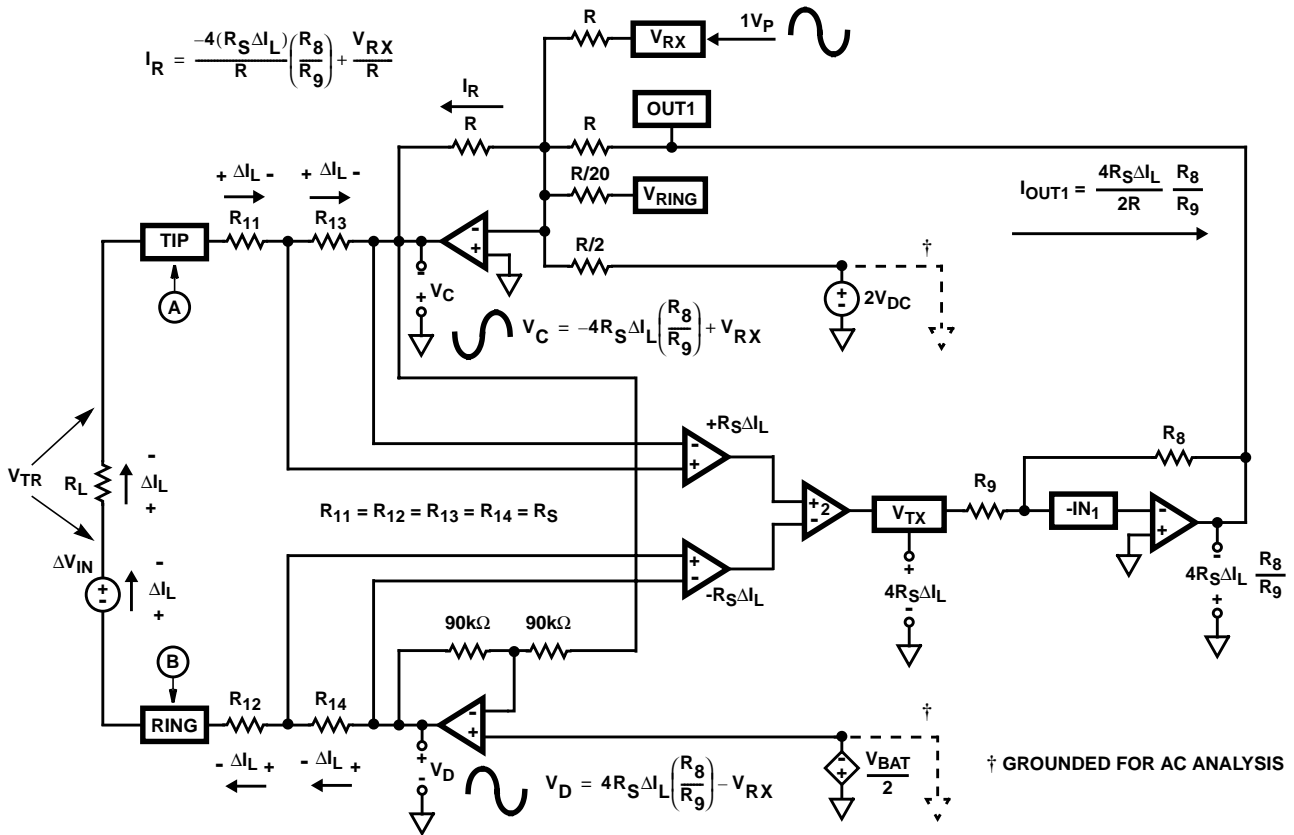 I_R = −4(R_SΔI_L)/R (R_8/R_9) + V_RX/R
R
V_RX
1V_P
I_R
R
R
OUT1
R/20
V_RING
R/2
†
+ −
2V_DC
I_OUT1 = 4R_SΔI_L/2R R_8/R_9
+ ΔI_L -
+ ΔI_L -
R_11
R_13
TIP
A
- +
- + V_C
V_C = −4R_SΔI_L(R_8/R_9) + V_RX
+R_SΔI_L
- +
V_TR
R_L
- ΔI_L +
R_11 = R_12 = R_13 = R_14 = R_S
+ 2 -
V_TX
R_9
R_8
-IN_1
- +
+ 4R_SΔI_L -
- 4R_SΔI_L R_8/R_9 +
ΔV_IN
+ -
- ΔI_L +
+ -
-R_SΔI_L
90kΩ
90kΩ
B
RING
R_12
R_14
- ΔI_L +
- ΔI_L +
- +
+ V_D -
V_D = 4R_SΔI_L(R_8/R_9) − V_RX
†
- +
V_BAT/2
† GROUNDED FOR AC ANALYSIS